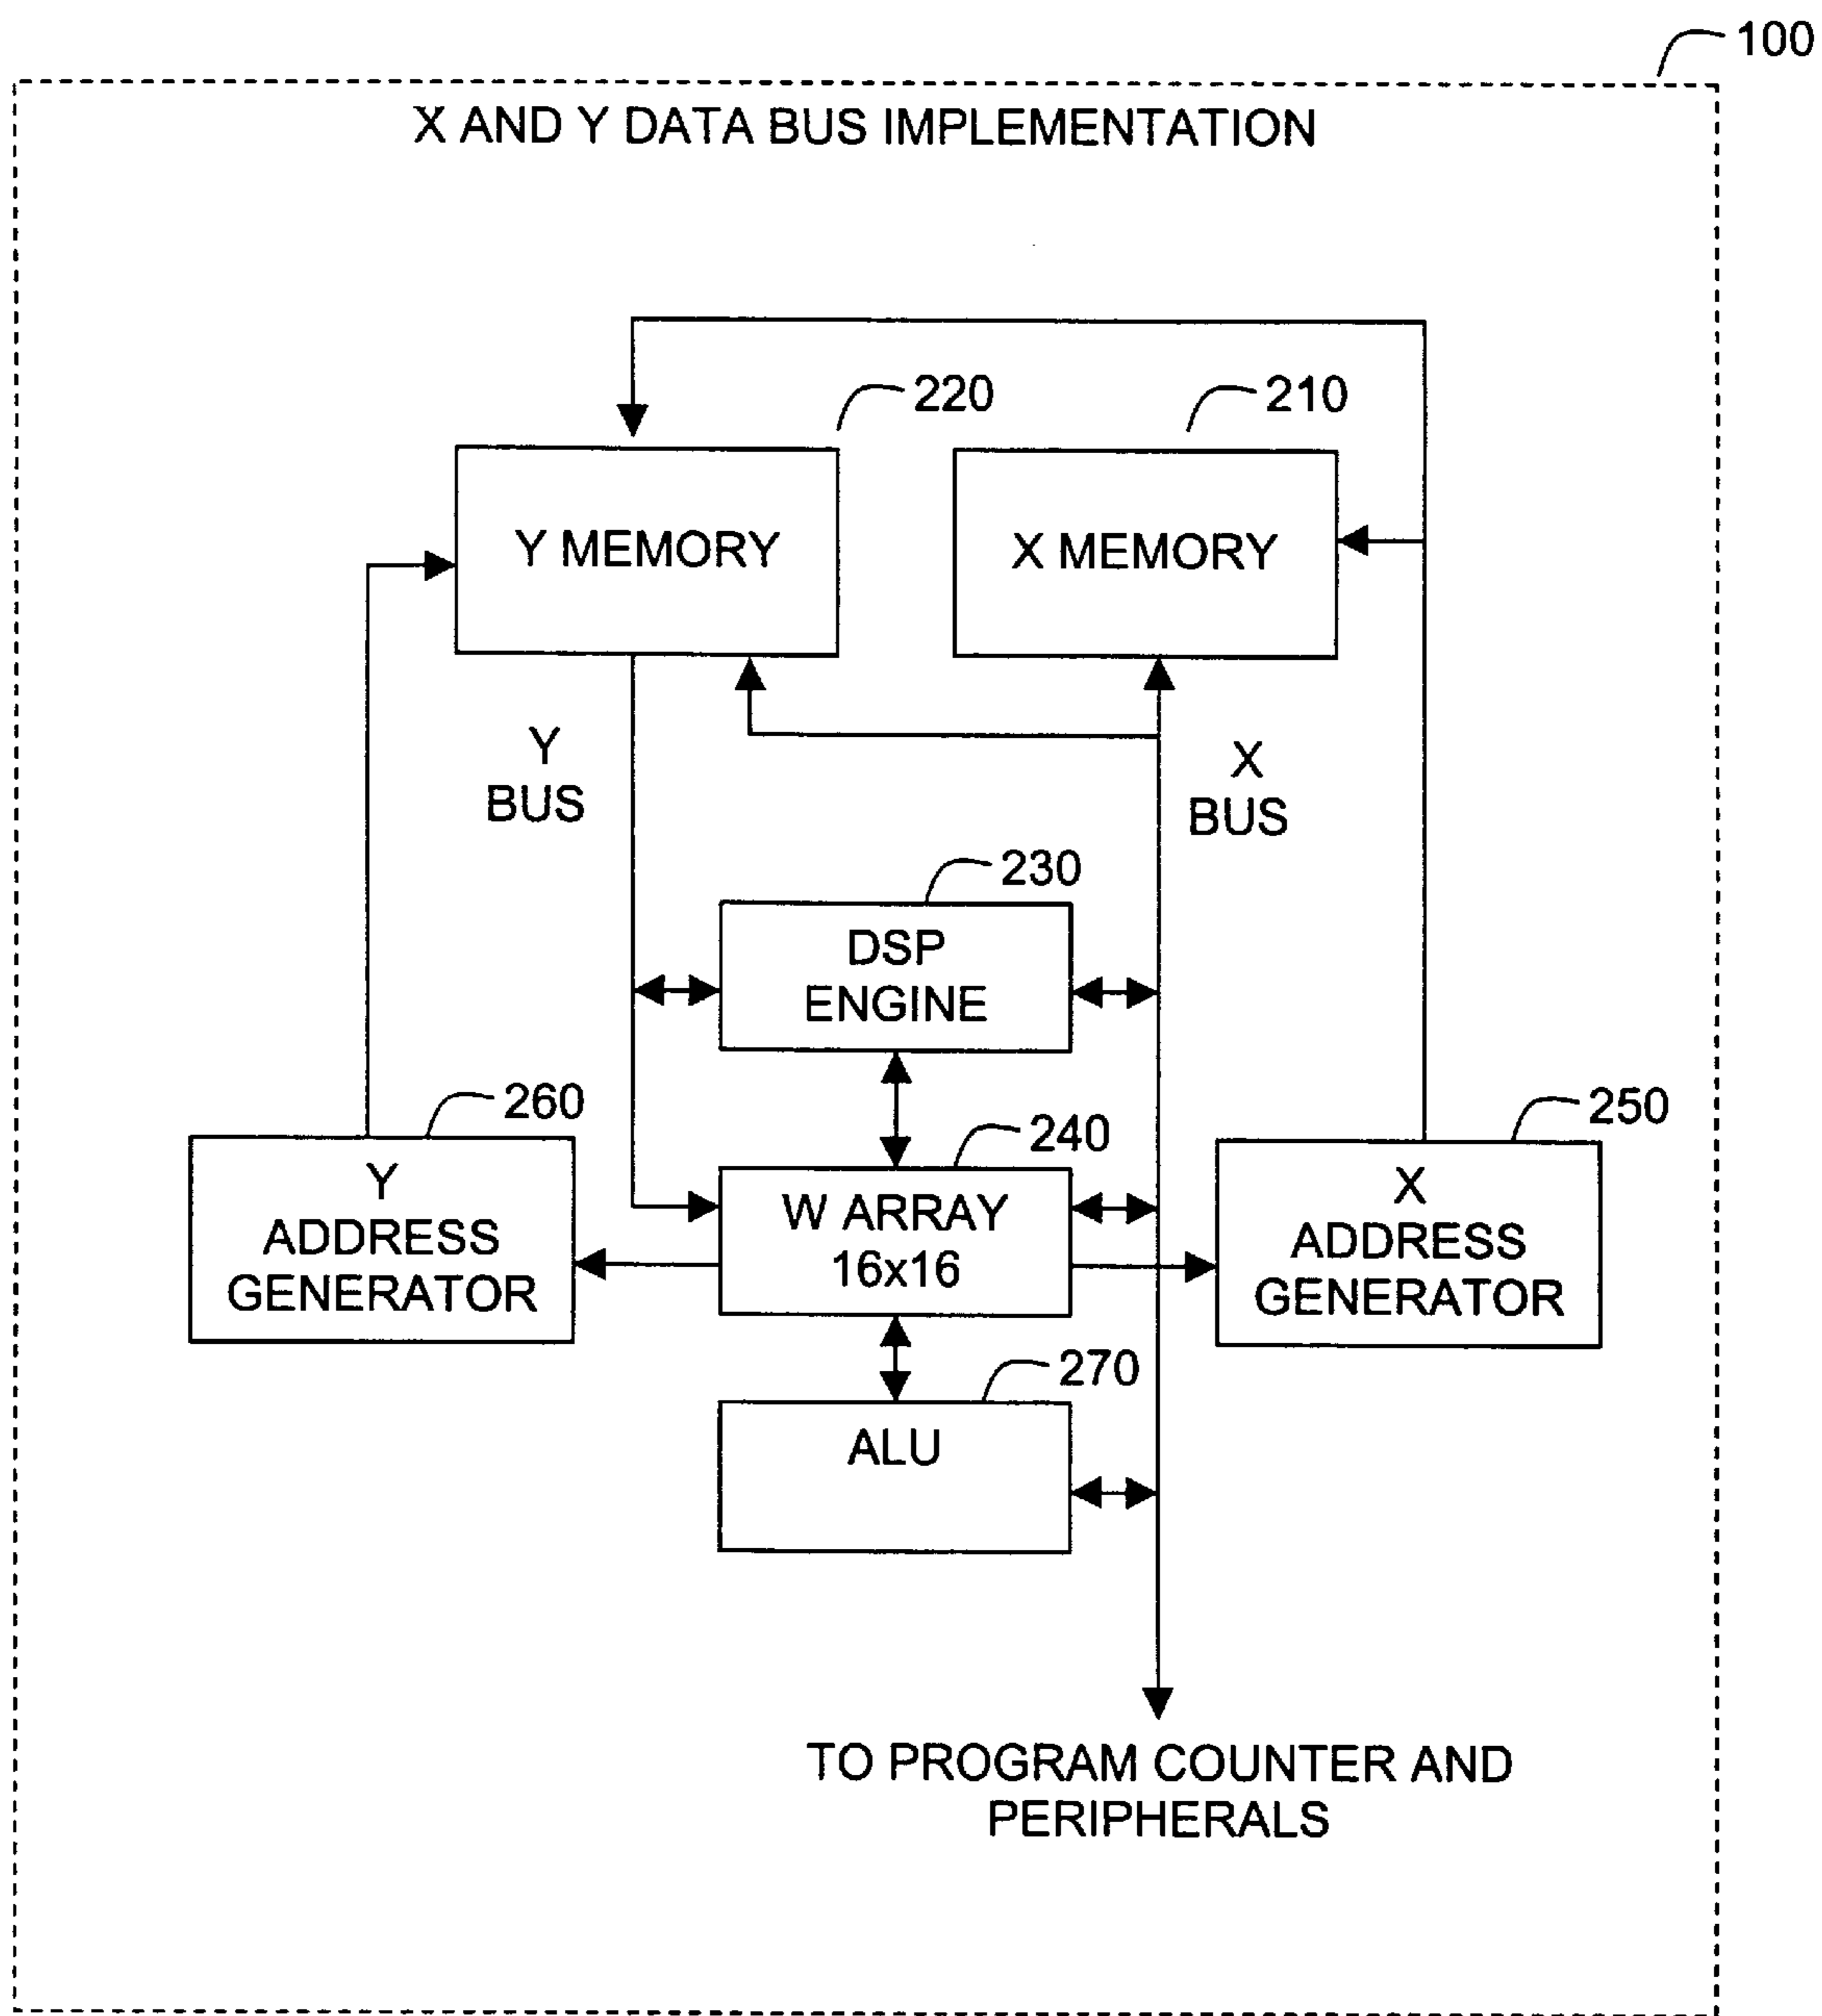 100
X AND Y DATA BUS IMPLEMENTATION
220
210
Y MEMORY
X MEMORY
Y
BUS
X
BUS
230
DSP
ENGINE
260
240
250
Y
ADDRESS
GENERATOR
W ARRAY
16x16
X
ADDRESS
GENERATOR
270
ALU
TO PROGRAM COUNTER AND
PERIPHERALS